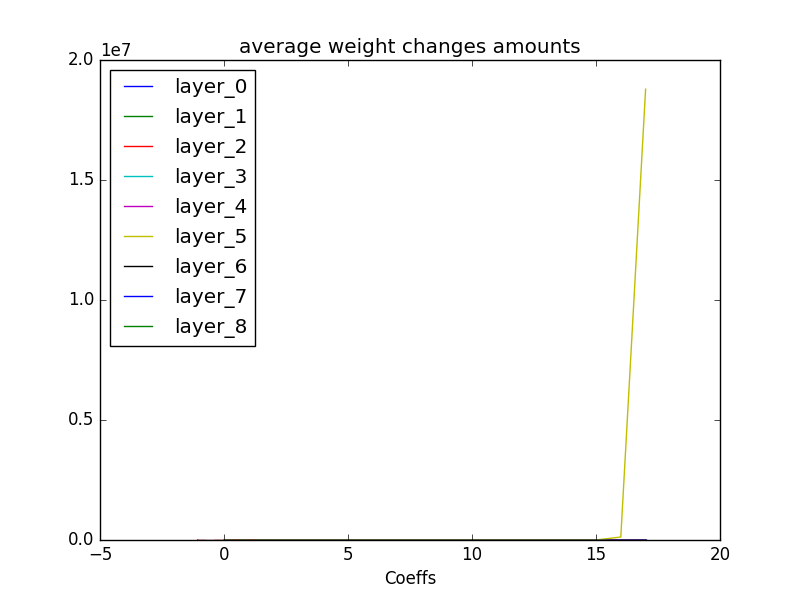 average weight changes amounts
1e7
2.0
1.5
1.0
0.5
0.0
layer_0
layer_1
layer_2
layer_3
layer_4
layer_5
layer_6
layer_7
layer_8
−5 0 5 10 15 20
Coeffs